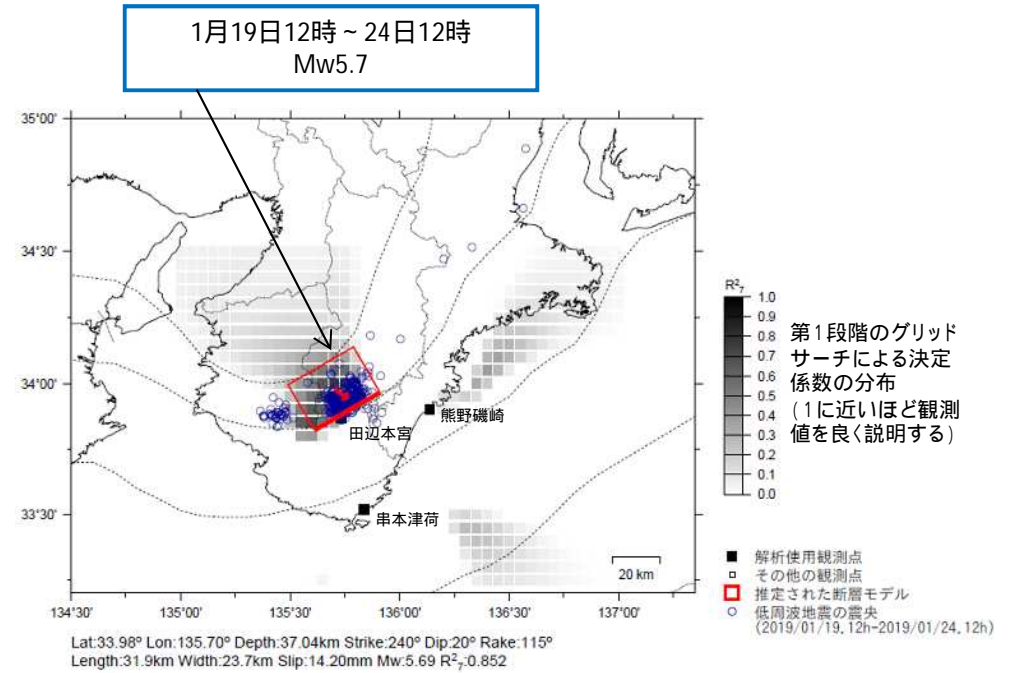 1月19日12時～24日12時
Mw5.7
35°00'
34°30'
34°00'
33°30'
134°30'
135°00'
135°30'
136°00'
136°30'
137°00'
熊野磯崎
田辺本宮
串本津荷
20 km
R²₇
1.0
0.9
0.8
0.7
0.6
0.5
0.4
0.3
0.2
0.1
0.0
第1段階のグリッド
サーチによる決定
係数の分布
(1に近いほど観測
値を良く説明する)
解析使用観測点
その他の観測点
推定された断層モデル
低周波地震の震央
(2019/01/19.12h-2019/01/24.12h)
Lat:33.98° Lon:135.70° Depth:37.04km Strike:240° Dip:20° Rake:115°
Length:31.9km Width:23.7km Slip:14.20mm Mw:5.69 R²₇:0.852